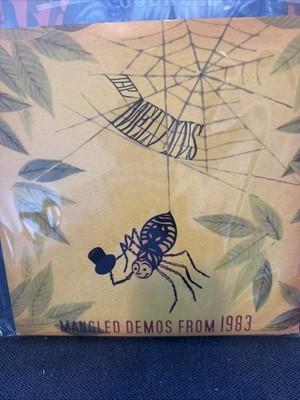 THE
MELVINS
MANGLED DEMOS FROM 1983